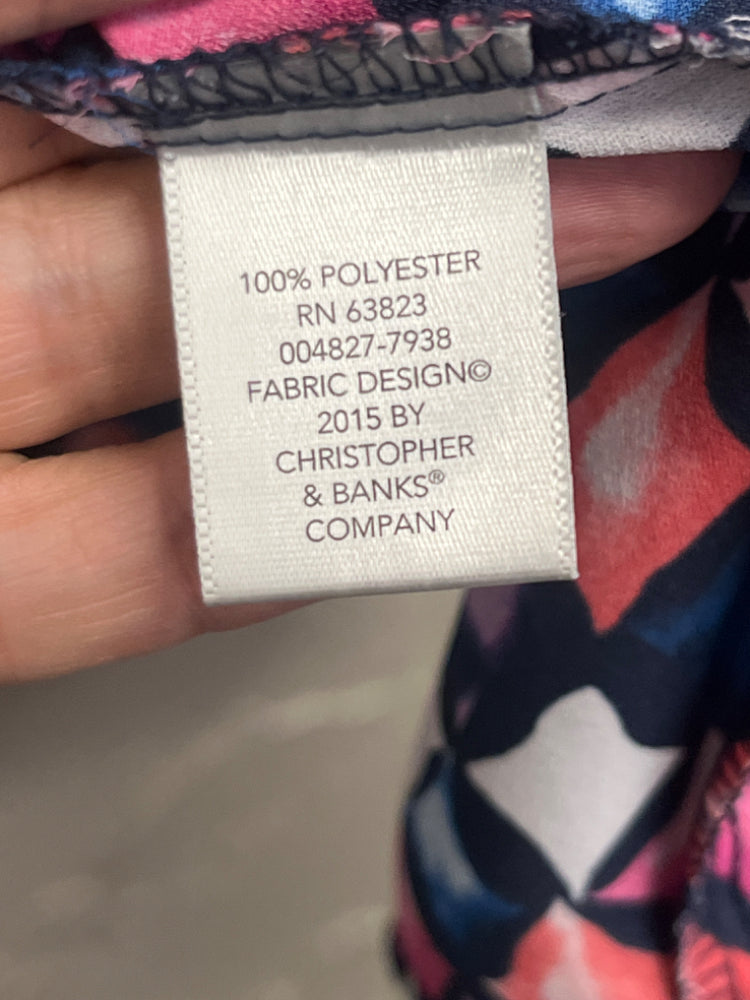 100% POLYESTER
RN 63823
004827-7938
FABRIC DESIGN©
2015 BY
CHRISTOPHER
& BANKS®
COMPANY